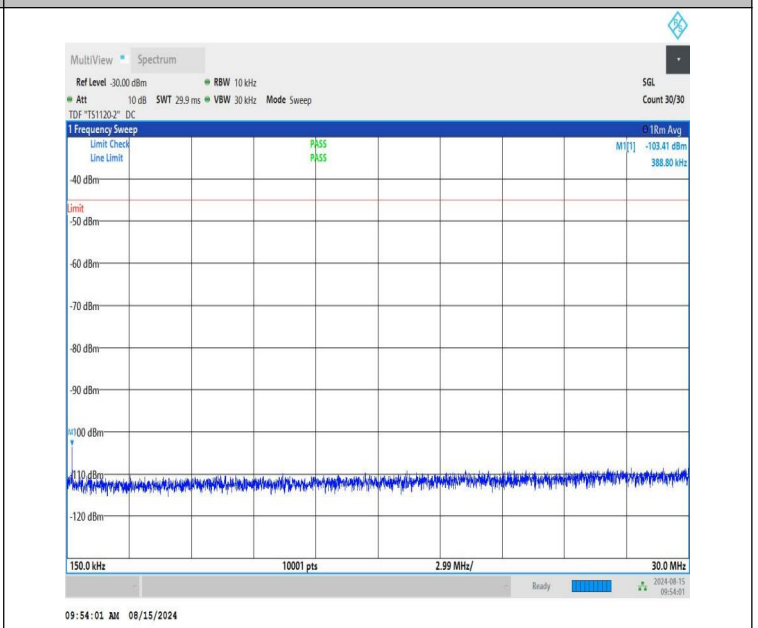 R&S
MultiView Spectrum
Ref Level -30.00 dBm RBW 10 kHz SGL
Att 10 dB SWT 29.9 ms VBW 30 kHz Mode Sweep Count 30/30
TDF "TS1120-2" DC
1 Frequency Sweep 1Rm Avg
Limit Check PASS M1[1] -103.41 dBm
Line Limit PASS 388.80 kHz
-40 dBm
Limit
-50 dBm
-60 dBm
-70 dBm
-80 dBm
-90 dBm
M1 -100 dBm
-110 dBm
-120 dBm
150.0 kHz 10001 pts 2.99 MHz/ 30.0 MHz
Ready 2024-08-15
09:54:01
09:54:01 AM 08/15/2024